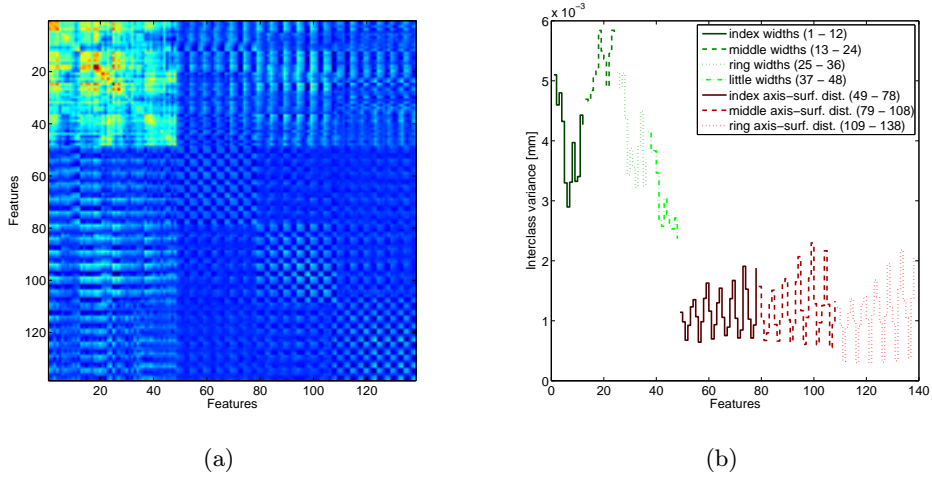 20
40
60
80
100
120
Features
20 40 60 80 100 120
Features
(a)
x 10⁻³
6
5
4
3
2
1
0
Interclass variance [mm]
index widths (1 − 12)
middle widths (13 − 24)
ring widths (25 − 36)
little widths (37 − 48)
index axis−surf. dist. (49 − 78)
middle axis−surf. dist. (79 − 108)
ring axis−surf. dist. (109 − 138)
0 20 40 60 80 100 120 140
Features
(b)